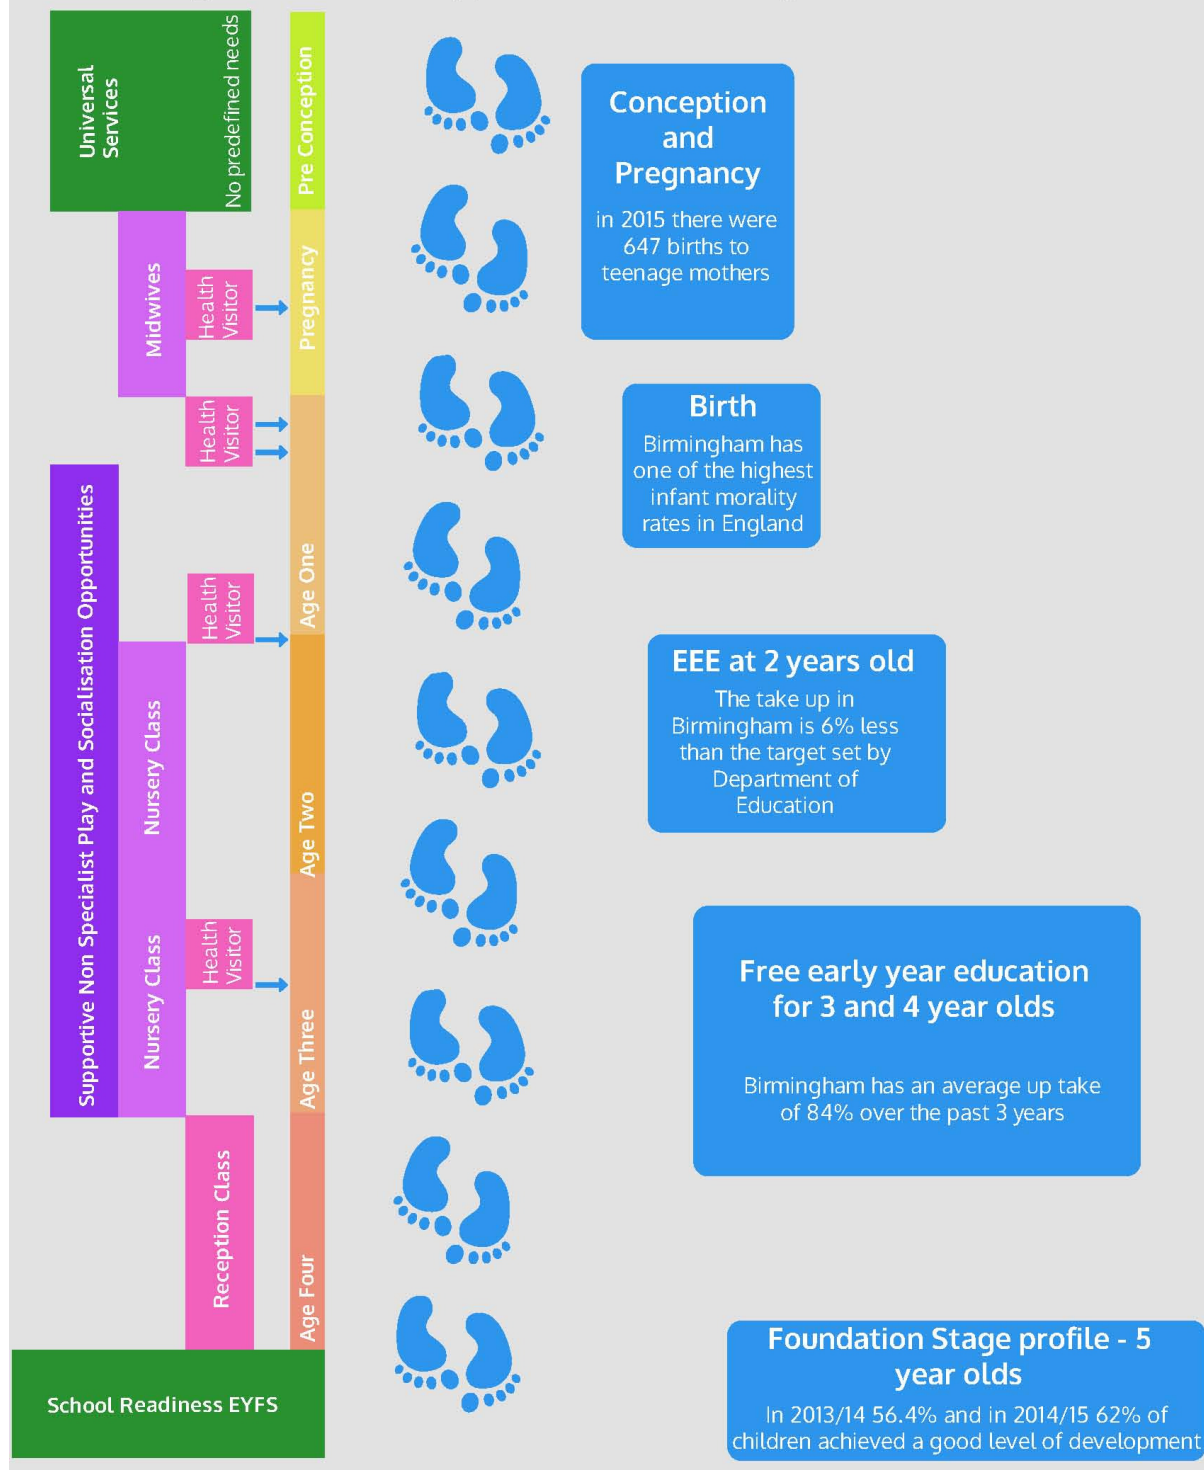 Universal
Services
No predefined needs
Pre Conception
Midwives
Health
Visitor
Pregnancy
Health
Visitor
Supportive Non Specialist Play and Socialisation Opportunities
Health
Visitor
Age One
Nursery Class
Age Two
Nursery Class
Health
Visitor
Age Three
Reception Class
Age Four
School Readiness EYFS
Conception
and
Pregnancy
in 2015 there were
647 births to
teenage mothers
Birth
Birmingham has
one of the highest
infant morality
rates in England
EEE at 2 years old
The take up in
Birmingham is 6% less
than the target set by
Department of
Education
Free early year education
for 3 and 4 year olds
Birmingham has an average up take
of 84% over the past 3 years
Foundation Stage profile - 5
year olds
In 2013/14 56.4% and in 2014/15 62% of
children achieved a good level of development